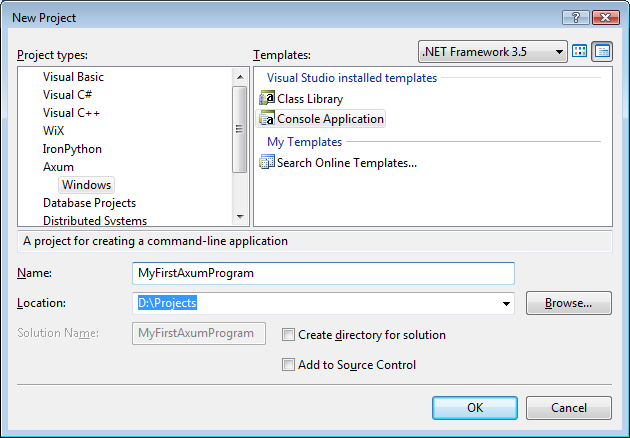 New Project
Project types:
Templates:
.NET Framework 3.5
Visual Basic
Visual C#
Visual C++
WiX
IronPython
Axum
Windows
Database Projects
Distributed Systems
Visual Studio installed templates
Class Library
Console Application
My Templates
Search Online Templates...
A project for creating a command-line application
Name:
MyFirstAxumProgram
Location:
D:\Projects
Browse...
Solution Name:
MyFirstAxumProgram
Create directory for solution
Add to Source Control
OK
Cancel